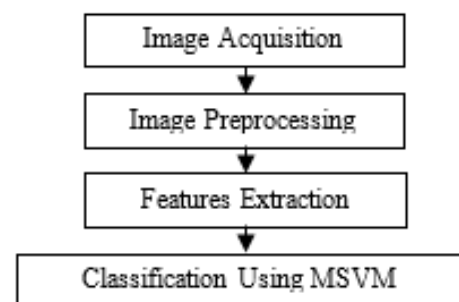 Image Acquisition
Image Preprocessing
Features Extraction
Classification Using MSVM